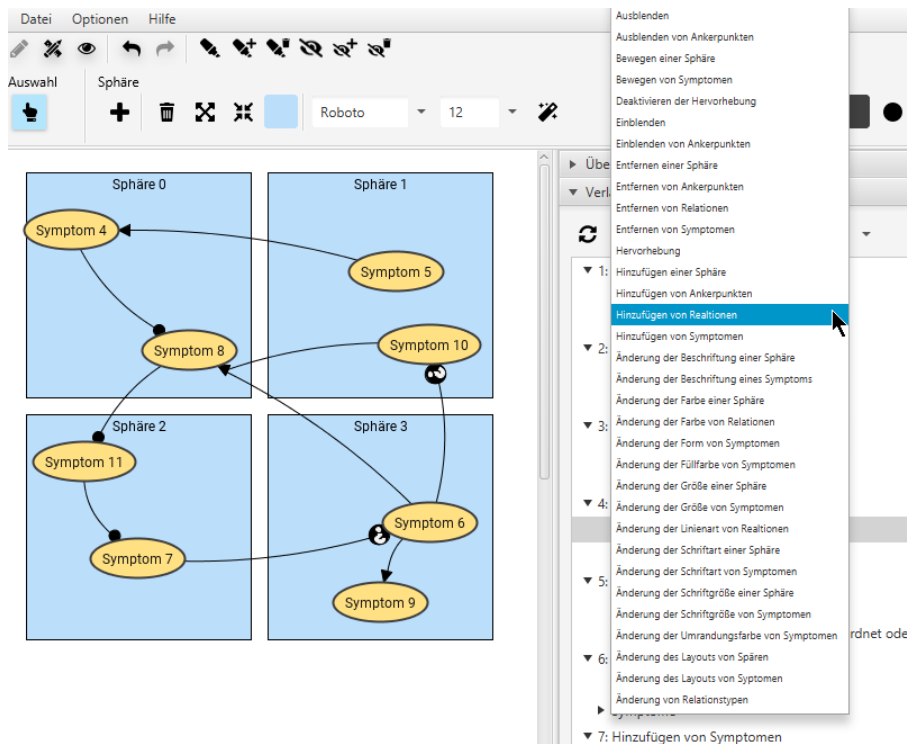 Datei Optionen Hilfe
Auswahl Sphäre
Roboto 12
Sphäre 0
Sphäre 1
Symptom 4
Symptom 5
Symptom 8
Symptom 10
Sphäre 2
Sphäre 3
Symptom 11
Symptom 6
Symptom 7
Symptom 9
Ausblenden
Ausblenden von Ankerpunkten
Bewegen einer Sphäre
Bewegen von Symptomen
Deaktivieren der Hervorhebung
Einblenden
Einblenden von Ankerpunkten
Entfernen einer Sphäre
Entfernen von Ankerpunkten
Entfernen von Relationen
Entfernen von Symptomen
Hervorhebung
Hinzufügen einer Sphäre
Hinzufügen von Ankerpunkten
Hinzufügen von Realtionen
Hinzufügen von Symptomen
Änderung der Beschriftung einer Sphäre
Änderung der Beschriftung eines Symptoms
Änderung der Farbe einer Sphäre
Änderung der Farbe von Relationen
Änderung der Form von Symptomen
Änderung der Füllfarbe von Symptomen
Änderung der Größe einer Sphäre
Änderung der Größe von Symptomen
Änderung der Linienart von Realtionen
Änderung der Schriftart einer Sphäre
Änderung der Schriftart von Symptomen
Änderung der Schriftgröße einer Sphäre
Änderung der Schriftgröße von Symptomen
Änderung der Umrandungsfarbe von Symptomen
Änderung des Layouts von Spären
Änderung des Layouts von Syptomen
Änderung von Relationstypen
Übe
Verl
1:
2:
3:
4:
5:
rdnet ode
6:
7: Hinzufügen von Symptomen